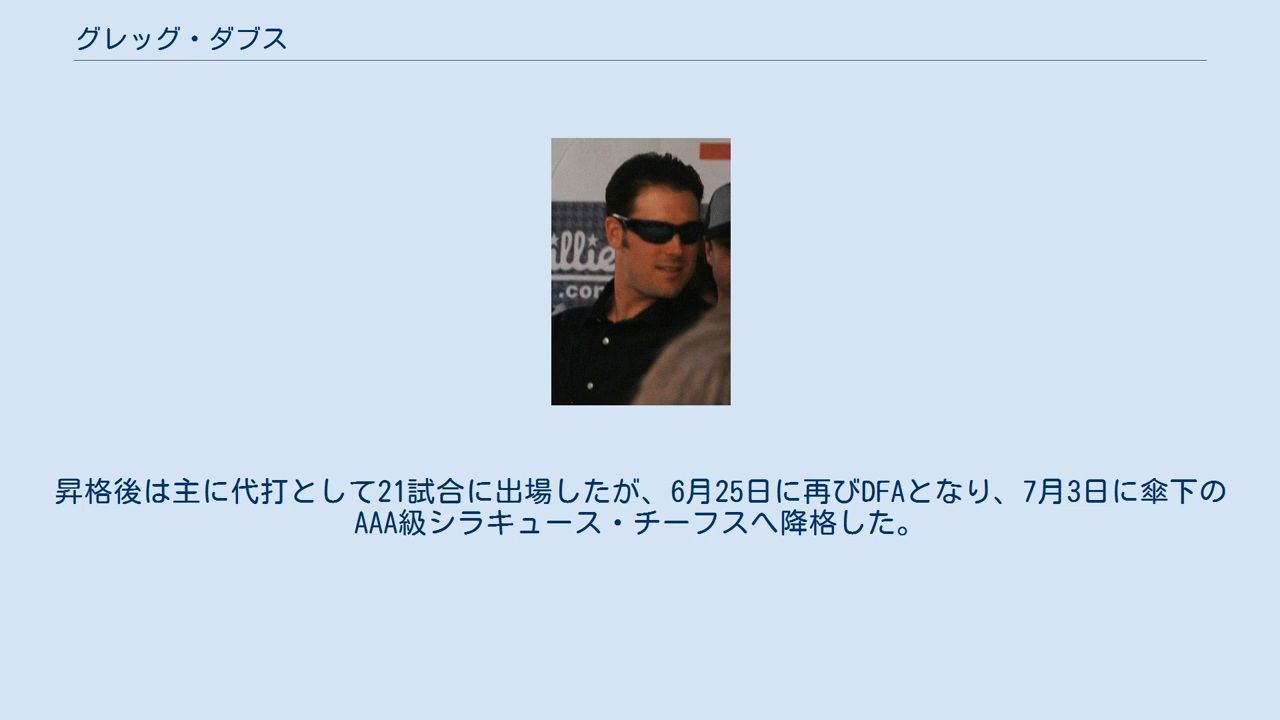 グレッグ・ダブス
illie
.com
昇格後は主に代打として21試合に出場したが、6月25日に再びDFAとなり、7月3日に傘下の
AAA級シラキュース・チーフスへ降格した。